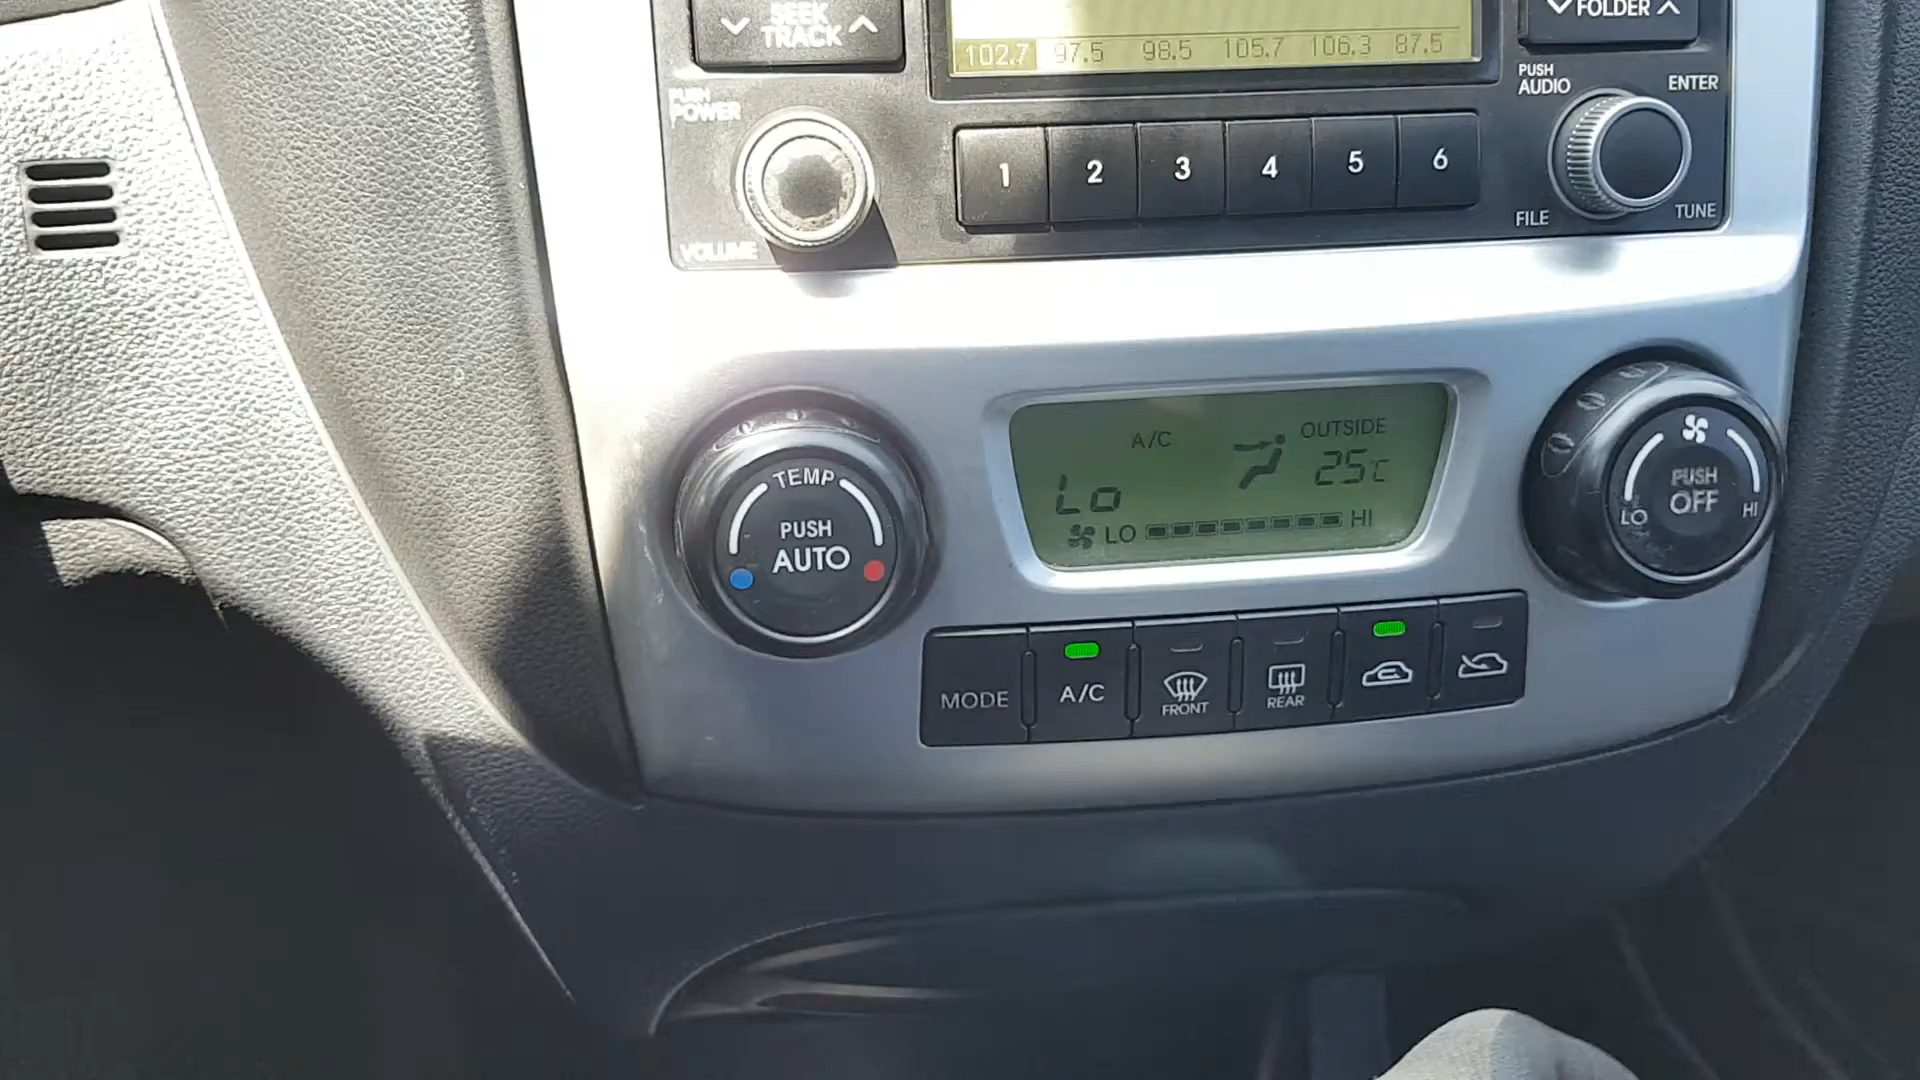 SEEK
TRACK
FOLDER
102.7 97.5 98.5 105.7 106.3 87.5
PUSH
POWER
VOLUME
1 2 3 4 5 6
PUSH
AUDIO
ENTER
FILE
TUNE
TEMP
PUSH
AUTO
A/C
OUTSIDE
25c
Lo
LO HI
PUSH
OFF
LO HI
MODE
A/C
FRONT
REAR